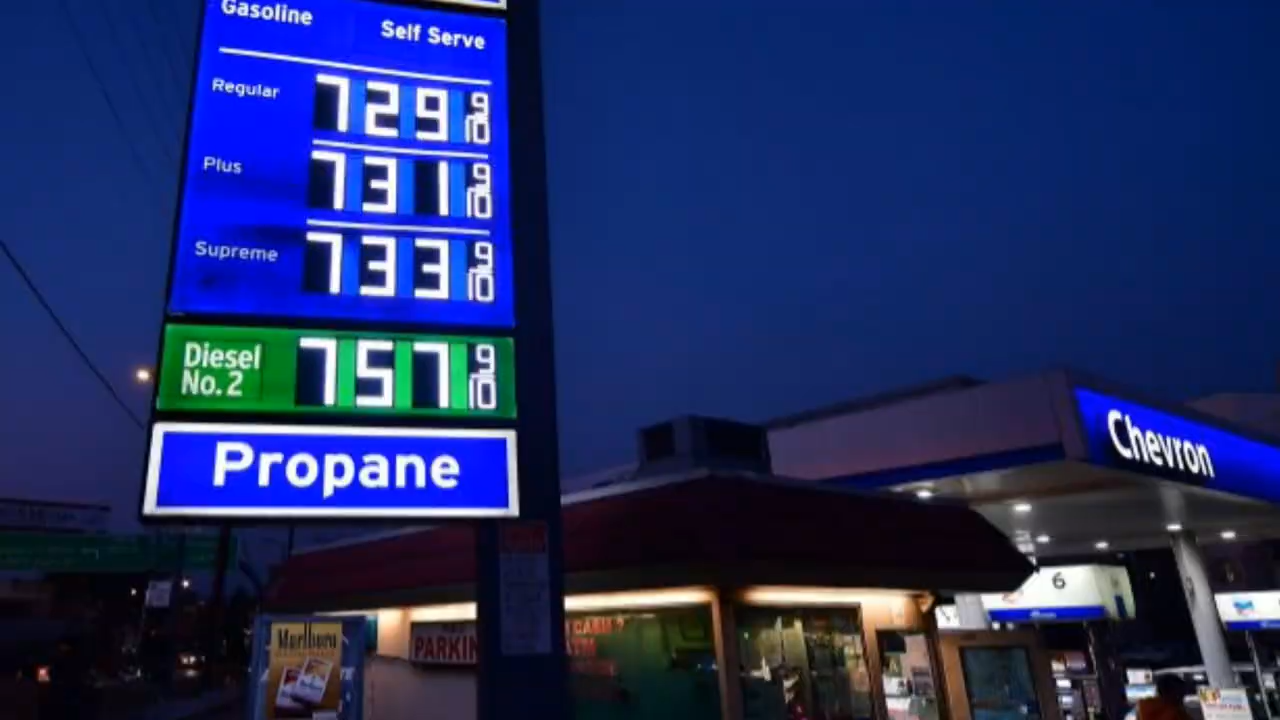 Gasoline Self Serve
Regular 729 9/10
Plus 731 9/10
Supreme 733 9/10
Diesel
No. 2 757 9/10
Propane
Chevron
6
Marlboro
PARKIN